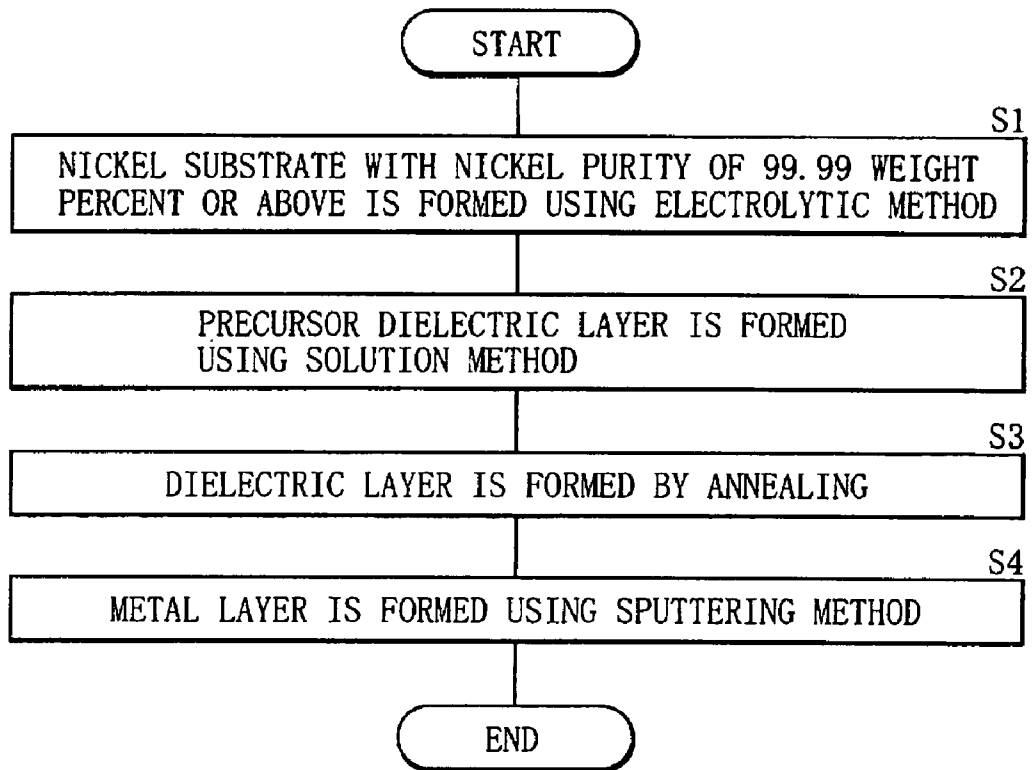 START
S1
NICKEL SUBSTRATE WITH NICKEL PURITY OF 99.99 WEIGHT
PERCENT OR ABOVE IS FORMED USING ELECTROLYTIC METHOD
S2
PRECURSOR DIELECTRIC LAYER IS FORMED
USING SOLUTION METHOD
S3
DIELECTRIC LAYER IS FORMED BY ANNEALING
S4
METAL LAYER IS FORMED USING SPUTTERING METHOD
END